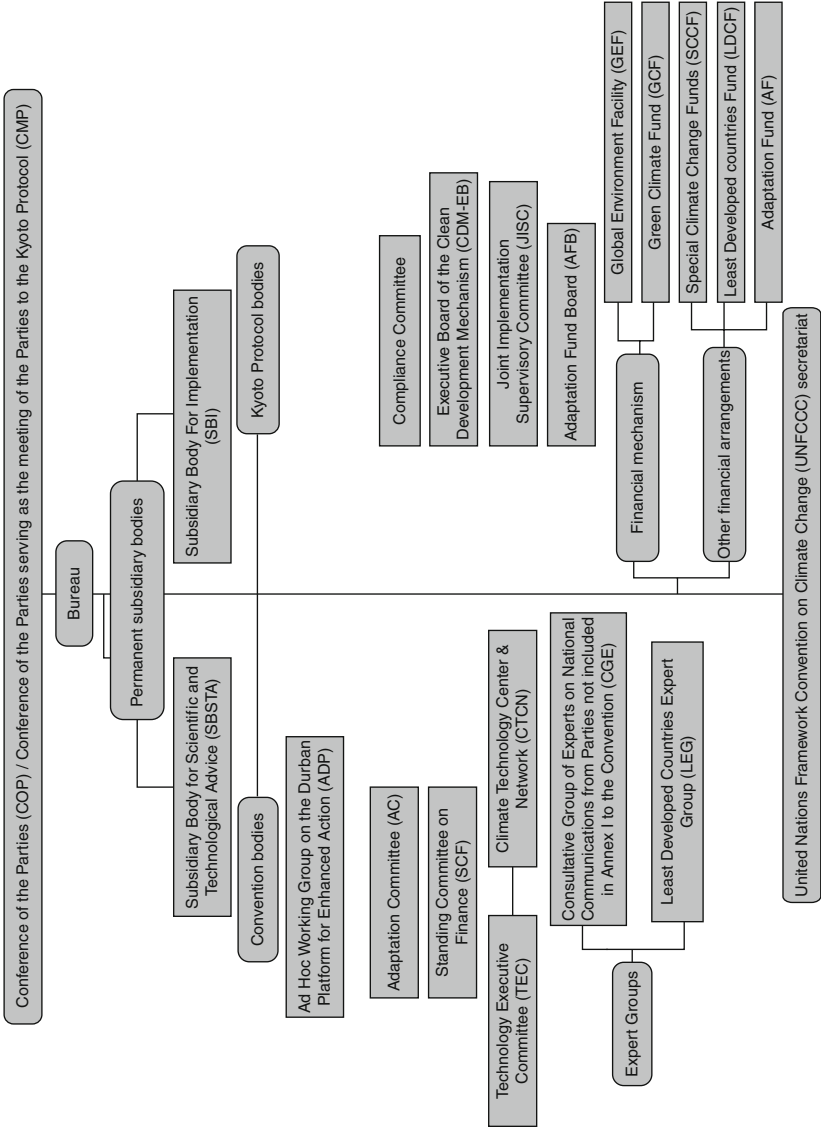 Conference of the Parties (COP) / Conference of the Parties serving as the meeting of the Parties to the Kyoto Protocol (CMP)
Bureau
Permanent subsidiary bodies
Subsidiary Body for Scientific and
Technological Advice (SBSTA)
Subsidiary Body For Implementation
(SBI)
Convention bodies
Kyoto Protocol bodies
Ad Hoc Working Group on the Durban
Platform for Enhanced Action (ADP)
Adaptation Committee (AC)
Standing Committee on
Finance (SCF)
Technology Executive
Committee (TEC)
Climate Technology Center &
Network (CTCN)
Expert Groups
Consultative Group of Experts on National
Communications from Parties not included
in Annex I to the Convention (CGE)
Least Developed Countries Expert
Group (LEG)
Compliance Committee
Executive Board of the Clean
Development Mechanism (CDM-EB)
Joint Implementation
Supervisory Committee (JISC)
Adaptation Fund Board (AFB)
Financial mechanism
Global Environment Facility (GEF)
Green Climate Fund (GCF)
Other financial arrangements
Special Climate Change Funds (SCCF)
Least Developed countries Fund (LDCF)
Adaptation Fund (AF)
United Nations Framework Convention on Climate Change (UNFCCC) secretariat